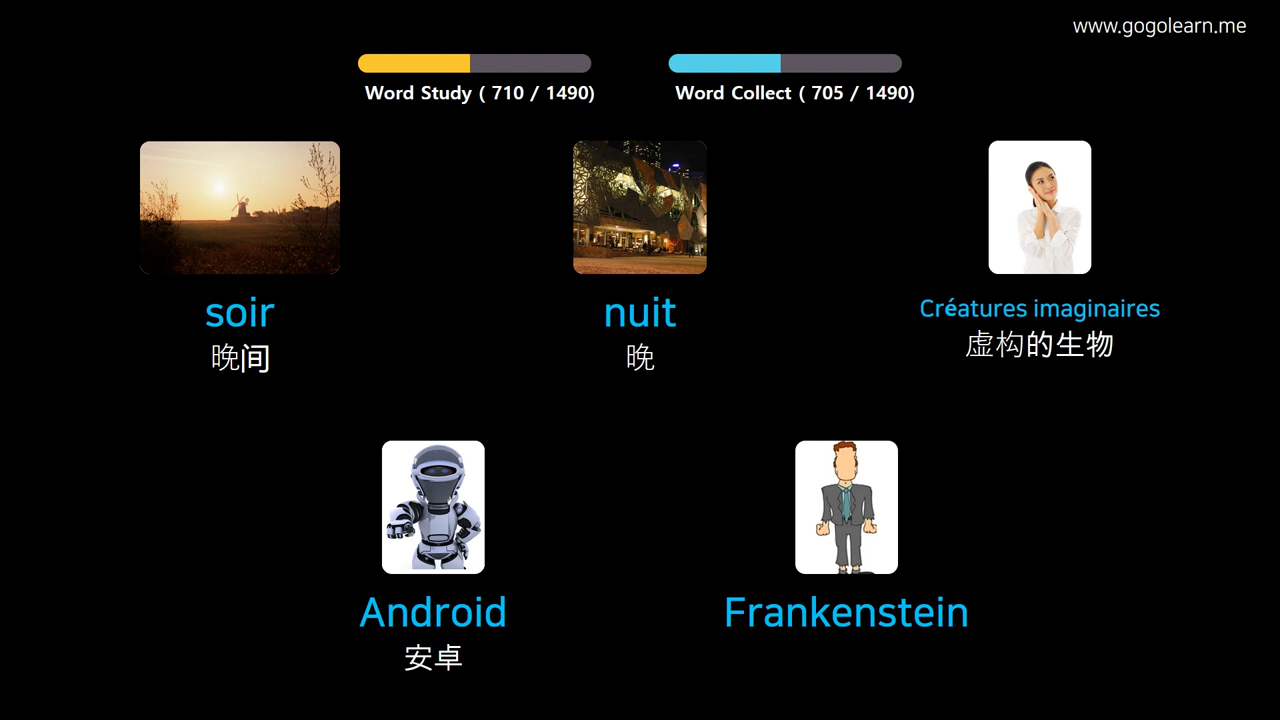 www.gogolearn.me
Word Study ( 710 / 1490)
Word Collect ( 705 / 1490)
soir
晚间
nuit
晚
Créatures imaginaires
虚构的生物
Android
安卓
Frankenstein